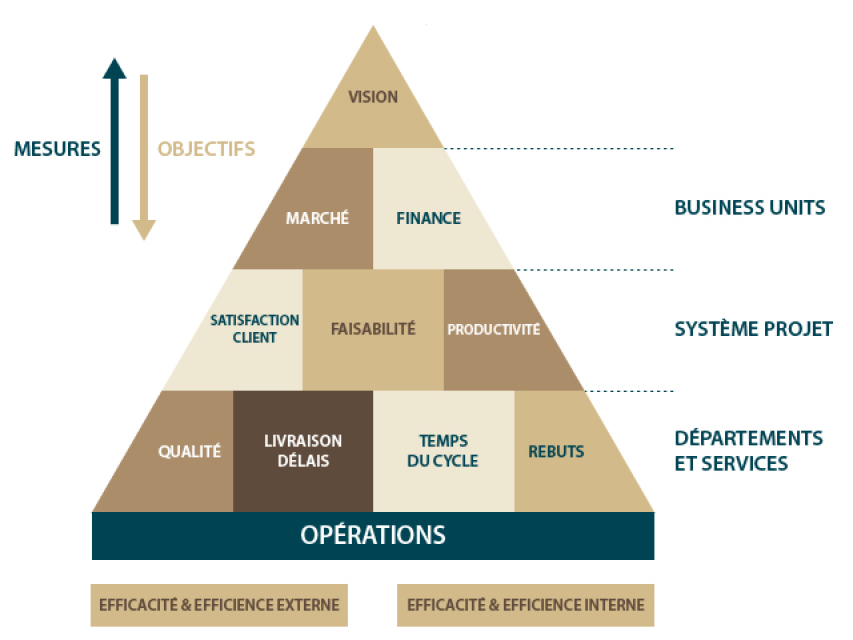 VISION
MESURES
OBJECTIFS
MARCHÉ
FINANCE
BUSINESS UNITS
SATISFACTION
CLIENT
FAISABILITÉ
PRODUCTIVITÉ
SYSTÈME PROJET
QUALITÉ
LIVRAISON
DÉLAIS
TEMPS
DU CYCLE
REBUTS
DÉPARTEMENTS
ET SERVICES
OPÉRATIONS
EFFICACITÉ & EFFICIENCE EXTERNE
EFFICACITÉ & EFFICIENCE INTERNE